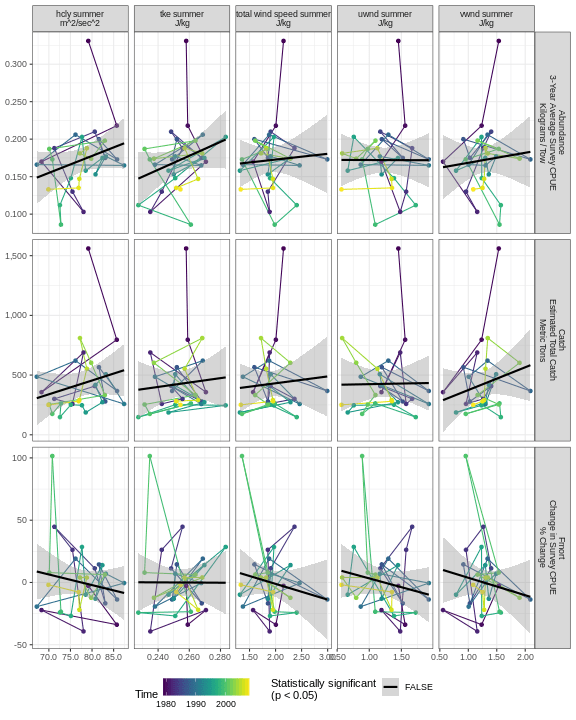 hcly summer
m^2/sec^2
tke summer
J/kg
total wind speed summer
J/kg
uwnd summer
J/kg
vwnd summer
J/kg
0.300
0.250
0.200
0.150
0.100
Abundance
3-Year Average Survey CPUE
Kilograms / Tow
1,500
1,000
500
0
Catch
Estimated Total Catch
Metric Tons
100
50
0
-50
Fmort
Change in Survey CPUE
% Change
70.0 75.0 80.0 85.0
0.240 0.260 0.280
1.50 2.00 2.50 3.00
0.50 1.00 1.50
0.50 1.00 1.50 2.00
Time
1980 1990 2000
Statistically significant
(p < 0.05)
FALSE